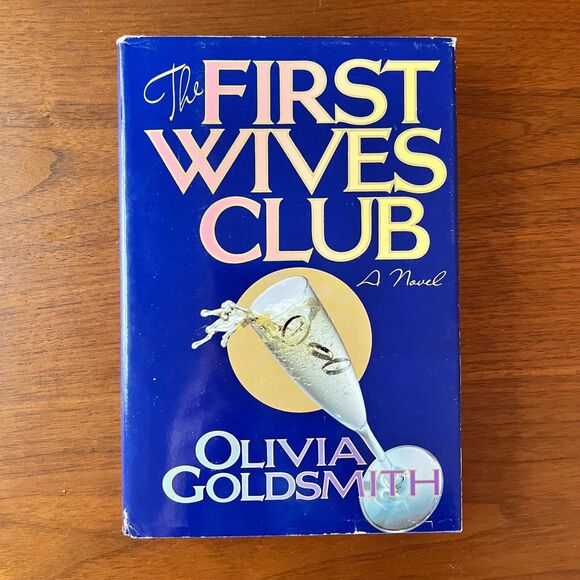 The FIRST
WIVES
CLUB
A Novel
OLIVIA
GOLDSMITH